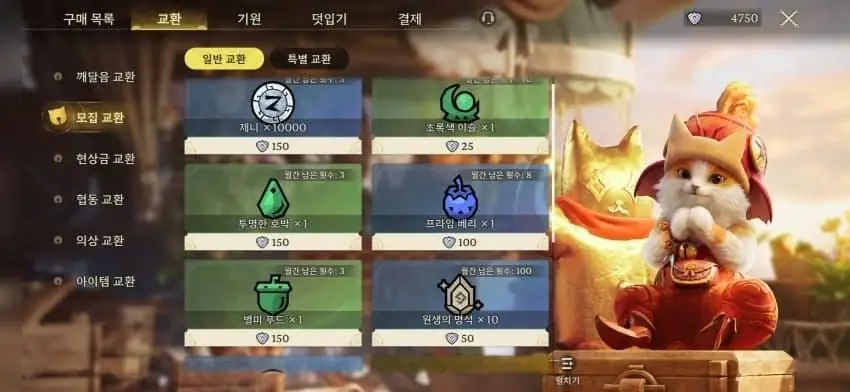 구매 목록
교환
기원
덧입기
결제
4750
일반 교환
특별 교환
깨달음 교환
모집 교환
현상금 교환
협동 교환
의상 교환
아이템 교환
제니 ×10000
150
초록색 이슬 ×1
25
월간 남은 횟수: 3
투명한 호박 ×1
150
월간 남은 횟수: 8
프라임 베리 ×1
100
월간 남은 횟수: 3
별미 푸드 ×1
150
월간 남은 횟수: 100
원생의 명석 ×10
50
펼치기